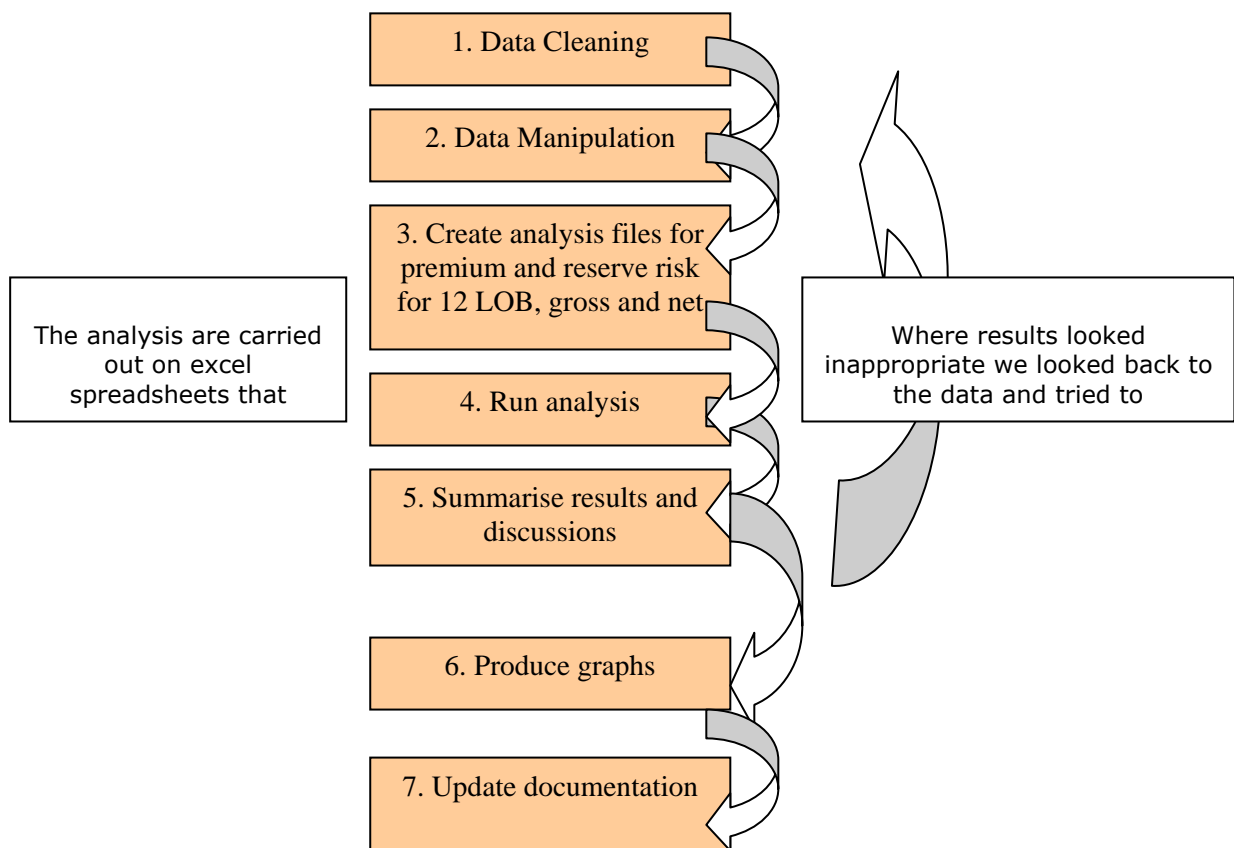 1. Data Cleaning
2. Data Manipulation
3. Create analysis files for
premium and reserve risk
for 12 LOB, gross and net
The analysis are carried
out on excel
spreadsheets that
Where results looked
inappropriate we looked back to
the data and tried to
4. Run analysis
5. Summarise results and
discussions
6. Produce graphs
7. Update documentation